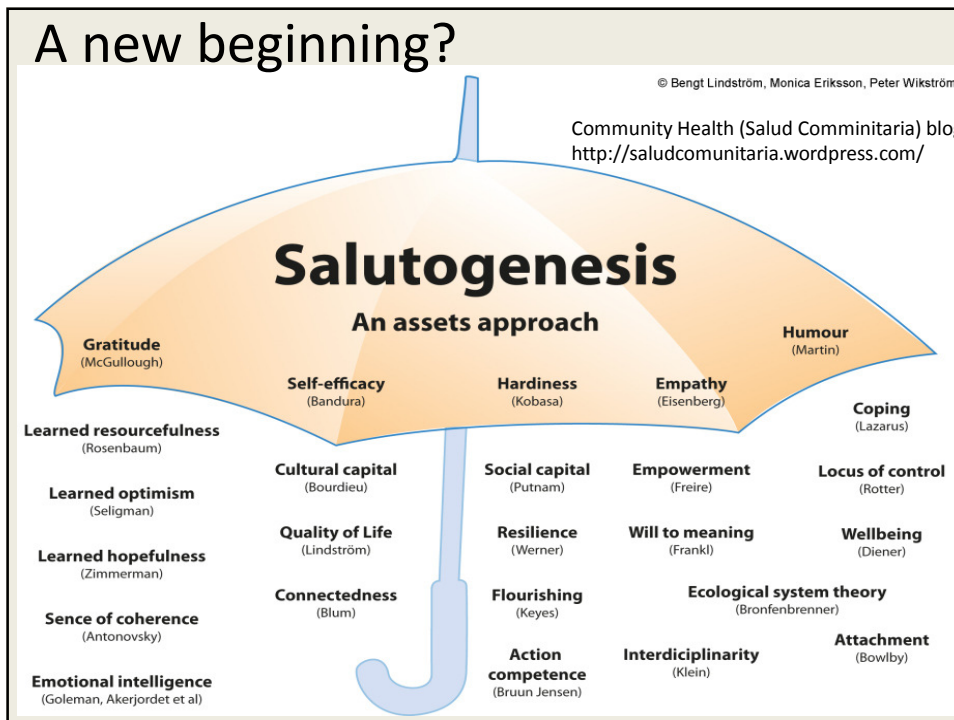 A new beginning?
© Bengt Lindström, Monica Eriksson, Peter Wikström
Community Health (Salud Comminitaria) blog
http://saludcomunitaria.wordpress.com/
Salutogenesis
An assets approach
Gratitude
(McGullough)
Humour
(Martin)
Self-efficacy
(Bandura)
Hardiness
(Kobasa)
Empathy
(Eisenberg)
Coping
(Lazarus)
Learned resourcefulness
(Rosenbaum)
Cultural capital
(Bourdieu)
Social capital
(Putnam)
Empowerment
(Freire)
Locus of control
(Rotter)
Learned optimism
(Seligman)
Quality of Life
(Lindström)
Resilience
(Werner)
Will to meaning
(Frankl)
Wellbeing
(Diener)
Learned hopefulness
(Zimmerman)
Connectedness
(Blum)
Flourishing
(Keyes)
Ecological system theory
(Bronfenbrenner)
Sence of coherence
(Antonovsky)
Action
competence
(Bruun Jensen)
Interdiciplinarity
(Klein)
Attachment
(Bowlby)
Emotional intelligence
(Goleman, Akerjordet et al)